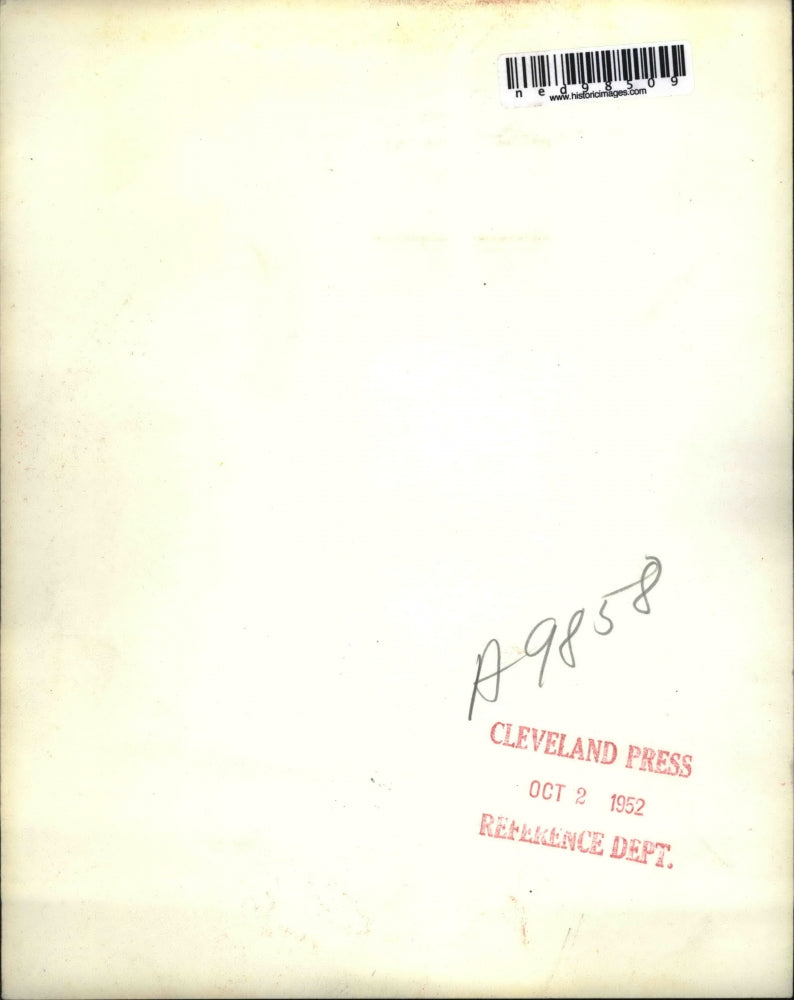 ned98509
www.historicimages.com
A9858
CLEVELAND PRESS
OCT 2 1952
REFERENCE DEPT.